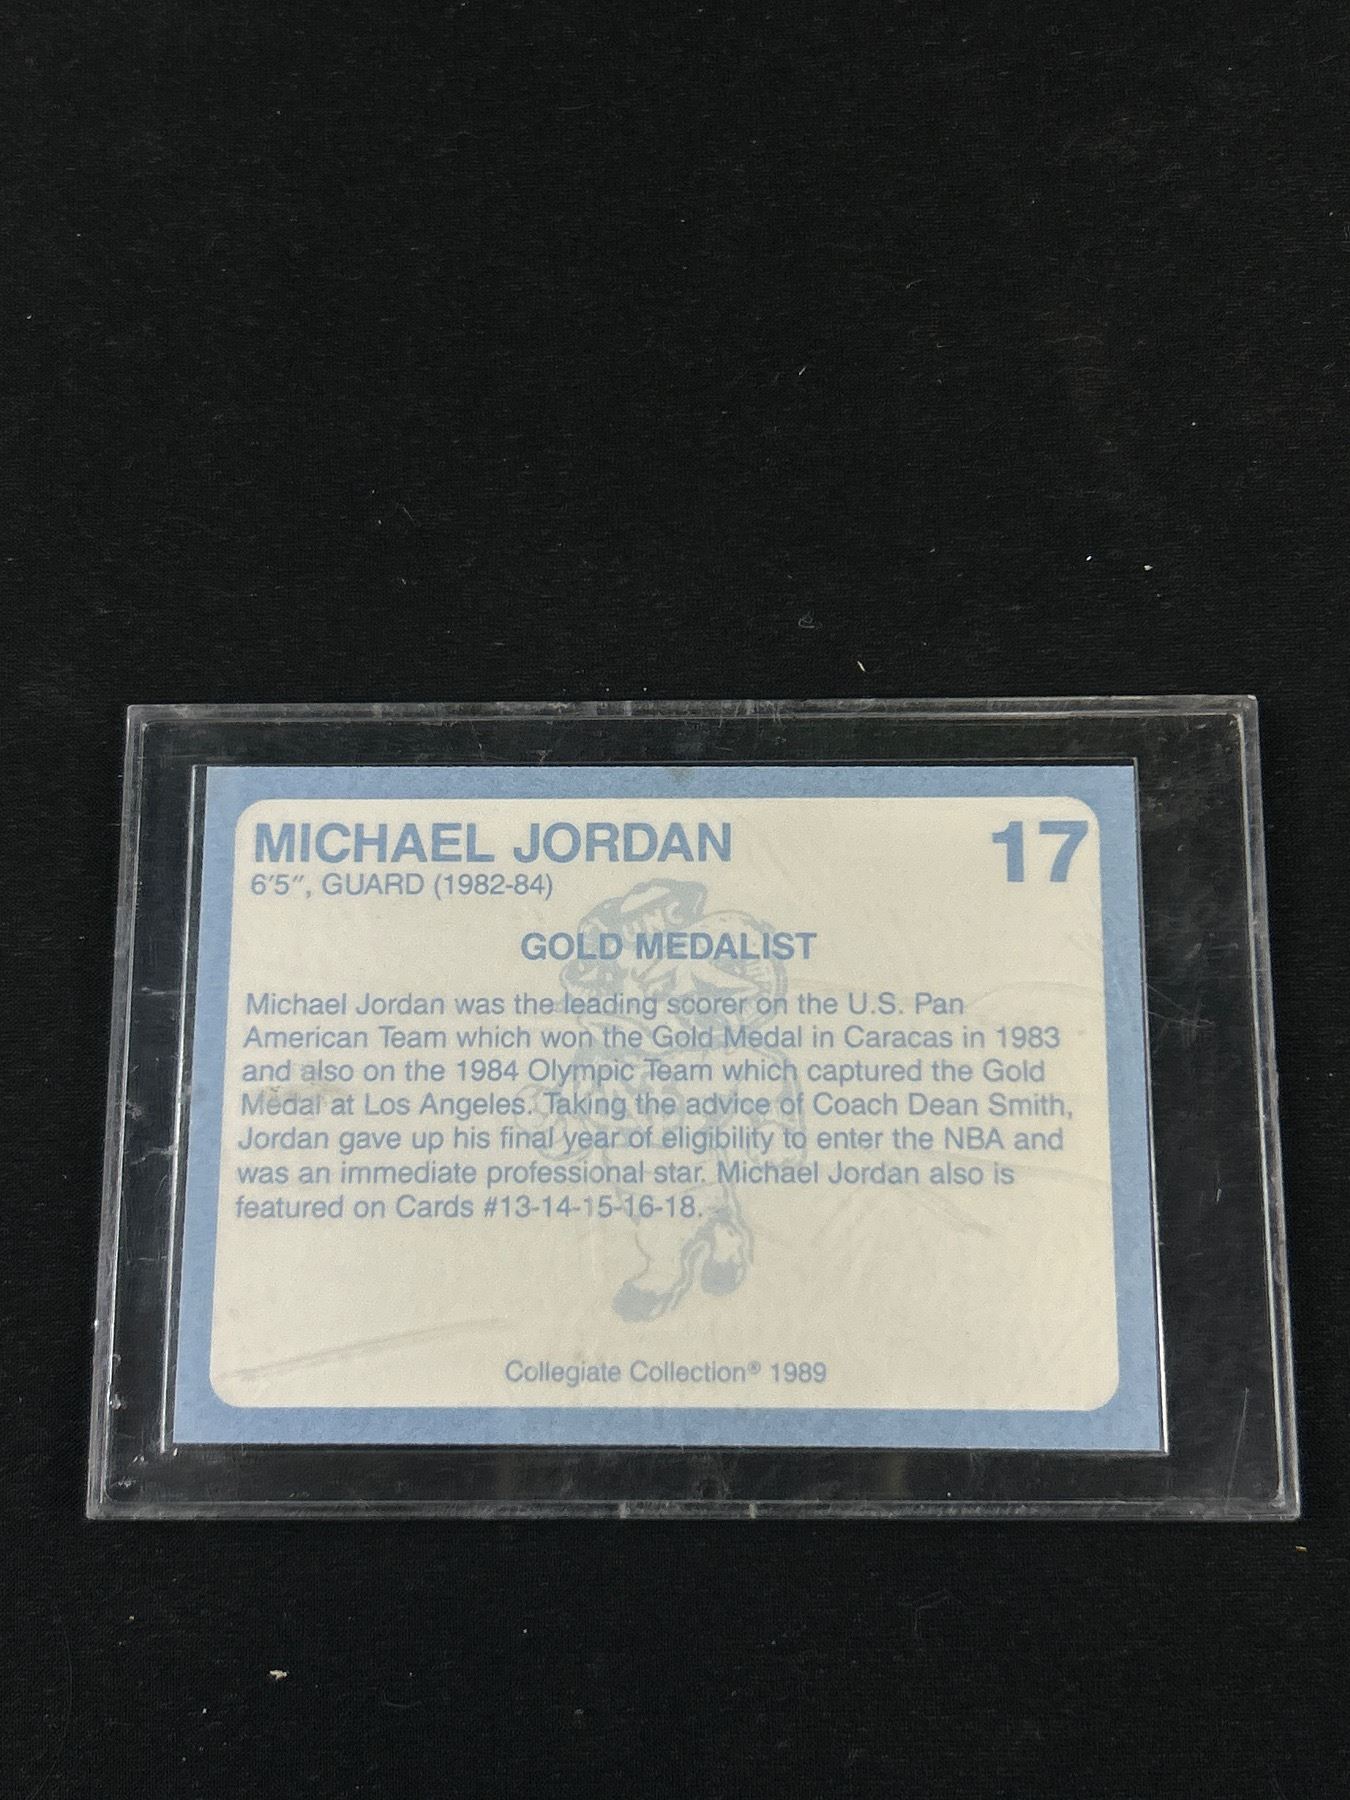 MICHAEL JORDAN 17
6'5", GUARD (1982-84)
UNC
GOLD MEDALIST
Michael Jordan was the leading scorer on the U.S. Pan
American Team which won the Gold Medal in Caracas in 1983
and also on the 1984 Olympic Team which captured the Gold
Medal at Los Angeles. Taking the advice of Coach Dean Smith,
Jordan gave up his final year of eligibility to enter the NBA and
was an immediate professional star. Michael Jordan also is
featured on Cards #13-14-15-16-18.
Collegiate Collection® 1989